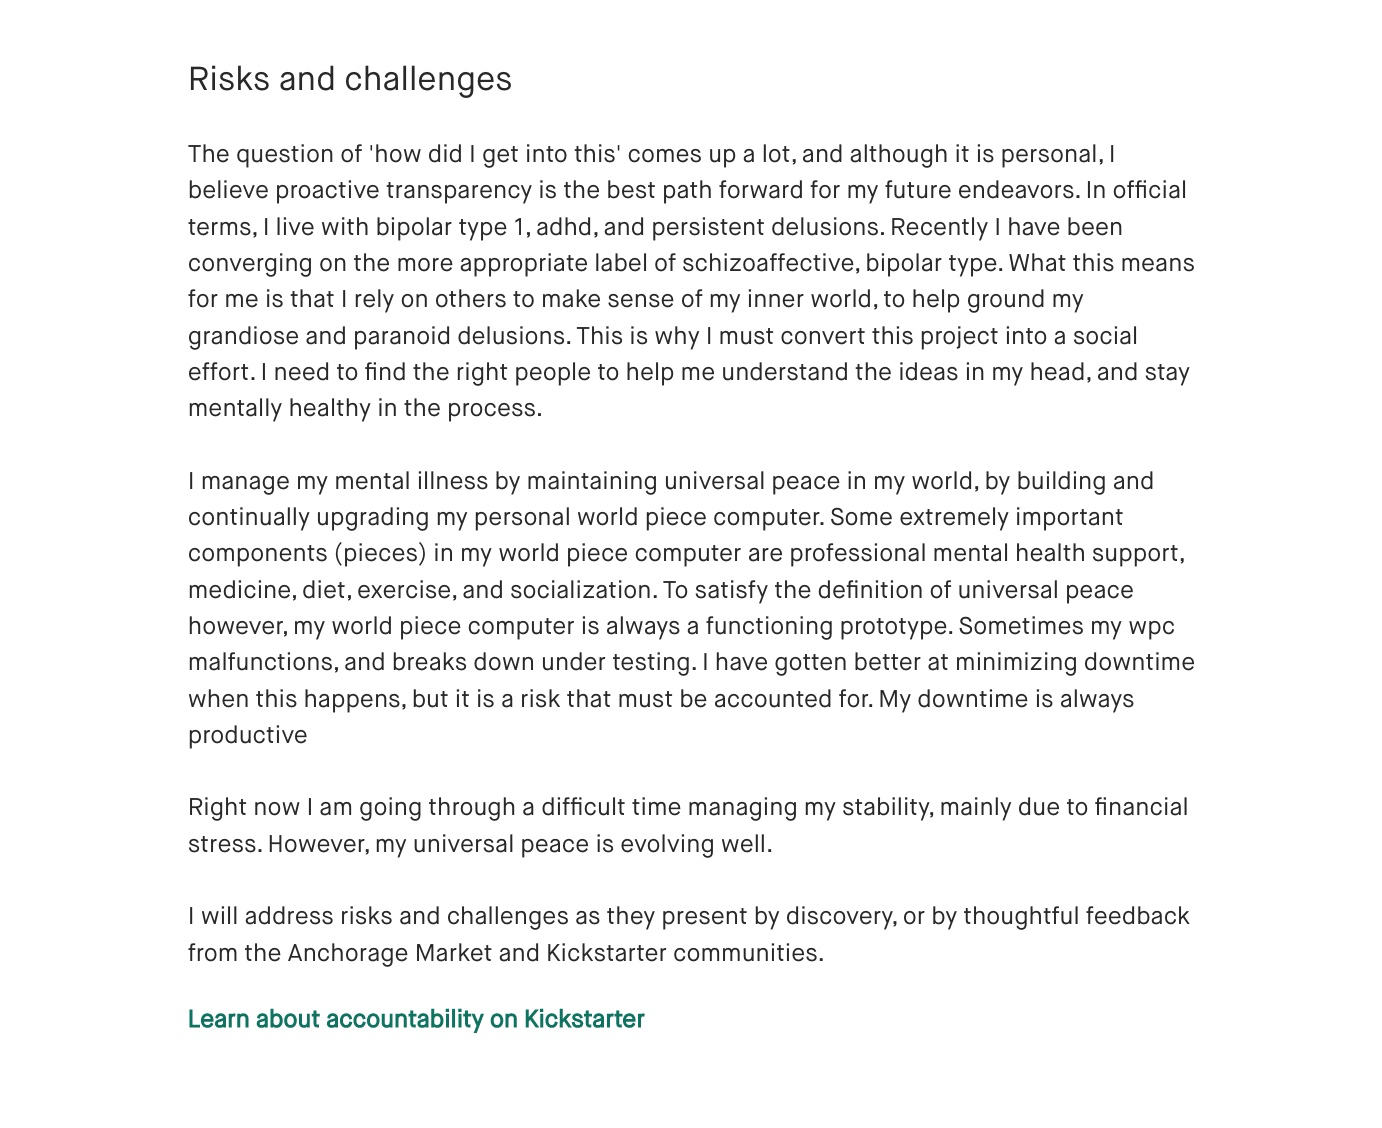 Risks and challenges
The question of 'how did I get into this' comes up a lot, and although it is personal, I
believe proactive transparency is the best path forward for my future endeavors. In official
terms, I live with bipolar type 1, adhd, and persistent delusions. Recently I have been
converging on the more appropriate label of schizoaffective, bipolar type. What this means
for me is that I rely on others to make sense of my inner world, to help ground my
grandiose and paranoid delusions. This is why I must convert this project into a social
effort. I need to find the right people to help me understand the ideas in my head, and stay
mentally healthy in the process.
I manage my mental illness by maintaining universal peace in my world, by building and
continually upgrading my personal world piece computer. Some extremely important
components (pieces) in my world piece computer are professional mental health support,
medicine, diet, exercise, and socialization. To satisfy the definition of universal peace
however, my world piece computer is always a functioning prototype. Sometimes my wpc
malfunctions, and breaks down under testing. I have gotten better at minimizing downtime
when this happens, but it is a risk that must be accounted for. My downtime is always
productive
Right now I am going through a difficult time managing my stability, mainly due to financial
stress. However, my universal peace is evolving well.
I will address risks and challenges as they present by discovery, or by thoughtful feedback
from the Anchorage Market and Kickstarter communities.
Learn about accountability on Kickstarter